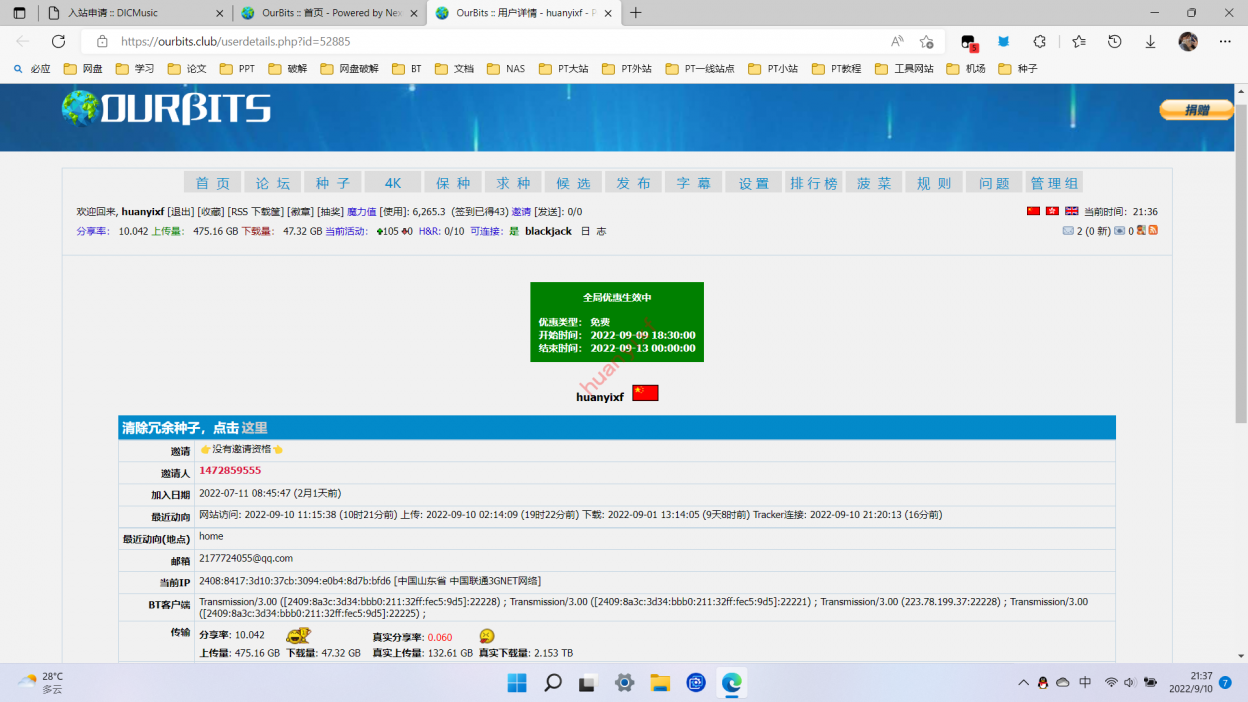 入站申请 :: DICMusic
OurBits :: 首页 - Powered by Nex
OurBits :: 用户详情 - huanyixf - P
https://ourbits.club/userdetails.php?id=52885
5
必应 网盘 学习 论文 PPT 破解 网盘破解 BT 文档 NAS PT大站 PT外站 PT一线站点 PT小站 PT教程 工具网站 机场 种子
OURBITS
捐赠
首页 论坛 种子 4K 保种 求种 候选 发布 字幕 设置 排行榜 菠菜 规则 问题 管理组
欢迎回来, huanyixf [退出] [收藏] [RSS 下载筐] [徽章] [抽奖] 魔力值 [使用]: 6,265.3 (签到已得43) 邀请 [发送]: 0/0
当前时间: 21:36
分享率: 10.042 上传量: 475.16 GB 下载量: 47.32 GB 当前活动: 105 0 H&R: 0/10 可连接: 是 blackjack 日志
2 (0 新) 0
全局优惠生效中
优惠类型: 免费
开始时间: 2022-09-09 18:30:00
结束时间: 2022-09-13 00:00:00
huanyixf
huanyixf
清除冗余种子，点击 这里
邀请 没有邀请资格
邀请人 1472859555
加入日期 2022-07-11 08:45:47 (2月1天前)
最近动向 网站访问: 2022-09-10 11:15:38 (10时21分前) 上传: 2022-09-10 02:14:09 (19时22分前) 下载: 2022-09-01 13:14:05 (9天8时前) Tracker连接: 2022-09-10 21:20:13 (16分前)
最近动向(地点) home
邮箱 2177724055@qq.com
当前IP 2408:8417:3d10:37cb:3094:e0b4:8d7b:bfd6 [中国山东省 中国联通3GNET网络]
BT客户端 Transmission/3.00 ([2409:8a3c:3d34:bbb0:211:32ff:fec5:9d5]:22228) ; Transmission/3.00 ([2409:8a3c:3d34:bbb0:211:32ff:fec5:9d5]:22221) ; Transmission/3.00 (223.78.199.37:22228) ; Transmission/3.00
([2409:8a3c:3d34:bbb0:211:32ff:fec5:9d5]:22225) ;
传输 分享率: 10.042 真实分享率: 0.060
上传量: 475.16 GB 下载量: 47.32 GB 真实上传量: 132.61 GB 真实下载量: 2.153 TB
28°C
多云
中
21:37
2022/9/10
7